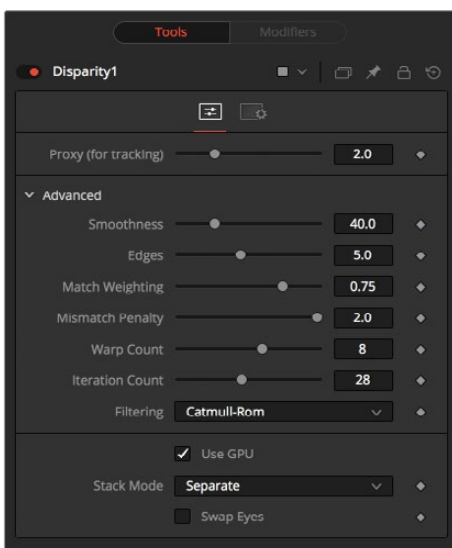 Tools Modifiers
Disparity1
Proxy (for tracking) 2.0
Advanced
Smoothness 40.0
Edges 5.0
Match Weighting 0.75
Mismatch Penalty 2.0
Warp Count 8
Iteration Count 28
Filtering Catmull-Rom
Use GPU
Stack Mode Separate
Swap Eyes